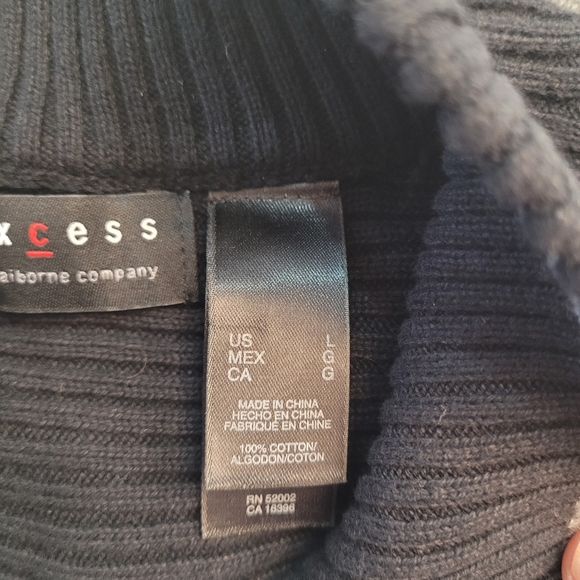 xcess
aiborne company
US L
MEX G
CA G
MADE IN CHINA
HECHO EN CHINA
FABRIQUÉ EN CHINE
100% COTTON/
ALGODON/COTON
RN 52002
CA 16396